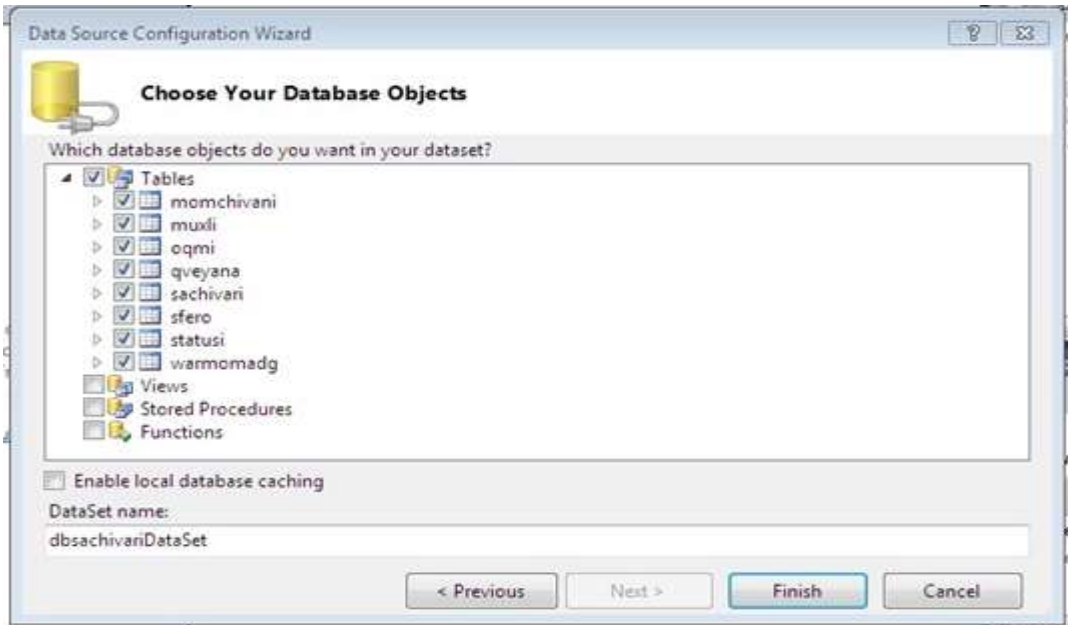 Data Source Configuration Wizard
Choose Your Database Objects
Which database objects do you want in your dataset?
Tables
momchivani
muxli
oqmi
qveyana
sachivari
sfero
statusi
warmomadg
Views
Stored Procedures
Functions
Enable local database caching
DataSet name:
dbsachivariDataSet
< Previous Next > Finish Cancel